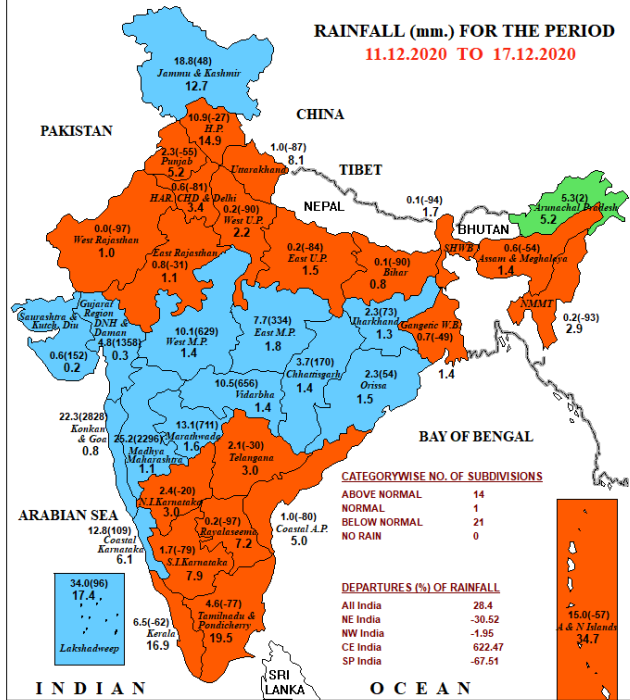 RAINFALL (mm.) FOR THE PERIOD
11.12.2020 TO 17.12.2020
18.8(48)
Jammu & Kashmir
12.7
CHINA
PAKISTAN
10.9(-27)
H.P.
14.9
2.3(-55)
Punjab
5.2
1.0(-87)
Uttarakhand
8.1
TIBET
0.6(-81)
HAR. CHD & Delhi
3.4
0.2(-90)
West U.P.
2.2
NEPAL
0.1(-94)
1.7
SHWB
BHUTAN
5.3(2)
Arunachal Pradesh
5.2
0.0(-97)
West Rajasthan
1.0
East Rajasthan
0.8(-31)
1.1
0.2(-84)
East U.P.
1.5
0.1(-90)
Bihar
0.8
0.6(-54)
Assam & Meghalaya
1.4
NMMT
0.2(-93)
2.9
Saurashtra &
Kutch, Diu
0.6(152)
0.2
Gujarat
Region
DNH &
Daman
4.8(1358)
0.3
10.1(629)
West M.P.
1.4
7.7(334)
East M.P.
1.8
2.3(73)
Jharkhand
1.3
Gangetic W.B.
0.7(-49)
1.4
3.7(170)
Chhattisgarh
1.4
2.3(54)
Orissa
1.5
10.5(656)
Vidarbha
1.4
22.3(2828)
Konkan
& Goa
0.8
25.2(2296)
Madhya
Maharashtra
1.1
13.1(711)
Marathwada
1.6
2.1(-30)
Telangana
3.0
BAY OF BENGAL
ARABIAN SEA
2.4(-20)
N.I.Karnataka
3.0
12.8(109)
Coastal
Karnataka
6.1
0.2(-97)
Rayalaseema
7.2
1.0(-80)
Coastal A.P.
5.0
1.7(-79)
S.I.Karnataka
7.9
34.0(96)
17.4
Lakshadweep
6.5(-62)
Kerala
16.9
4.6(-77)
Tamilnadu &
Pondicherry
19.5
CATEGORYWISE NO. OF SUBDIVISIONS
ABOVE NORMAL 14
NORMAL 1
BELOW NORMAL 21
NO RAIN 0
DEPARTURES (%) OF RAINFALL
All India 28.4
NE India -30.52
NW India -1.95
CE India 622.47
SP India -67.51
15.0(-57)
A & N Islands
34.7
SRI
LANKA
INDIAN OCEAN